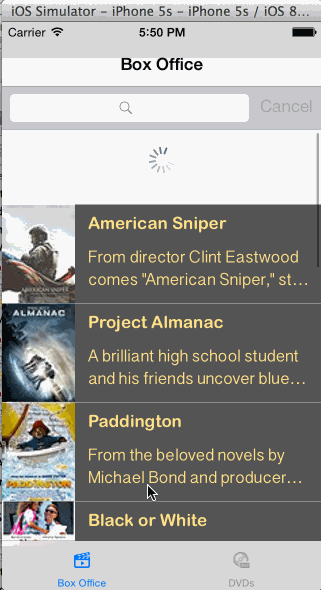 iOS Simulator – iPhone 5s – iPhone 5s / iOS 8...
Carrier 5:50 PM
Box Office
Cancel
American Sniper
From director Clint Eastwood
comes "American Sniper," st...
AMERICAN SNIPER
Project Almanac
A brilliant high school student
and his friends uncover blue...
ALMANAC
Paddington
From the beloved novels by
Michael Bond and producer...
PADDINGTON
Black or White
Box Office
DVDs